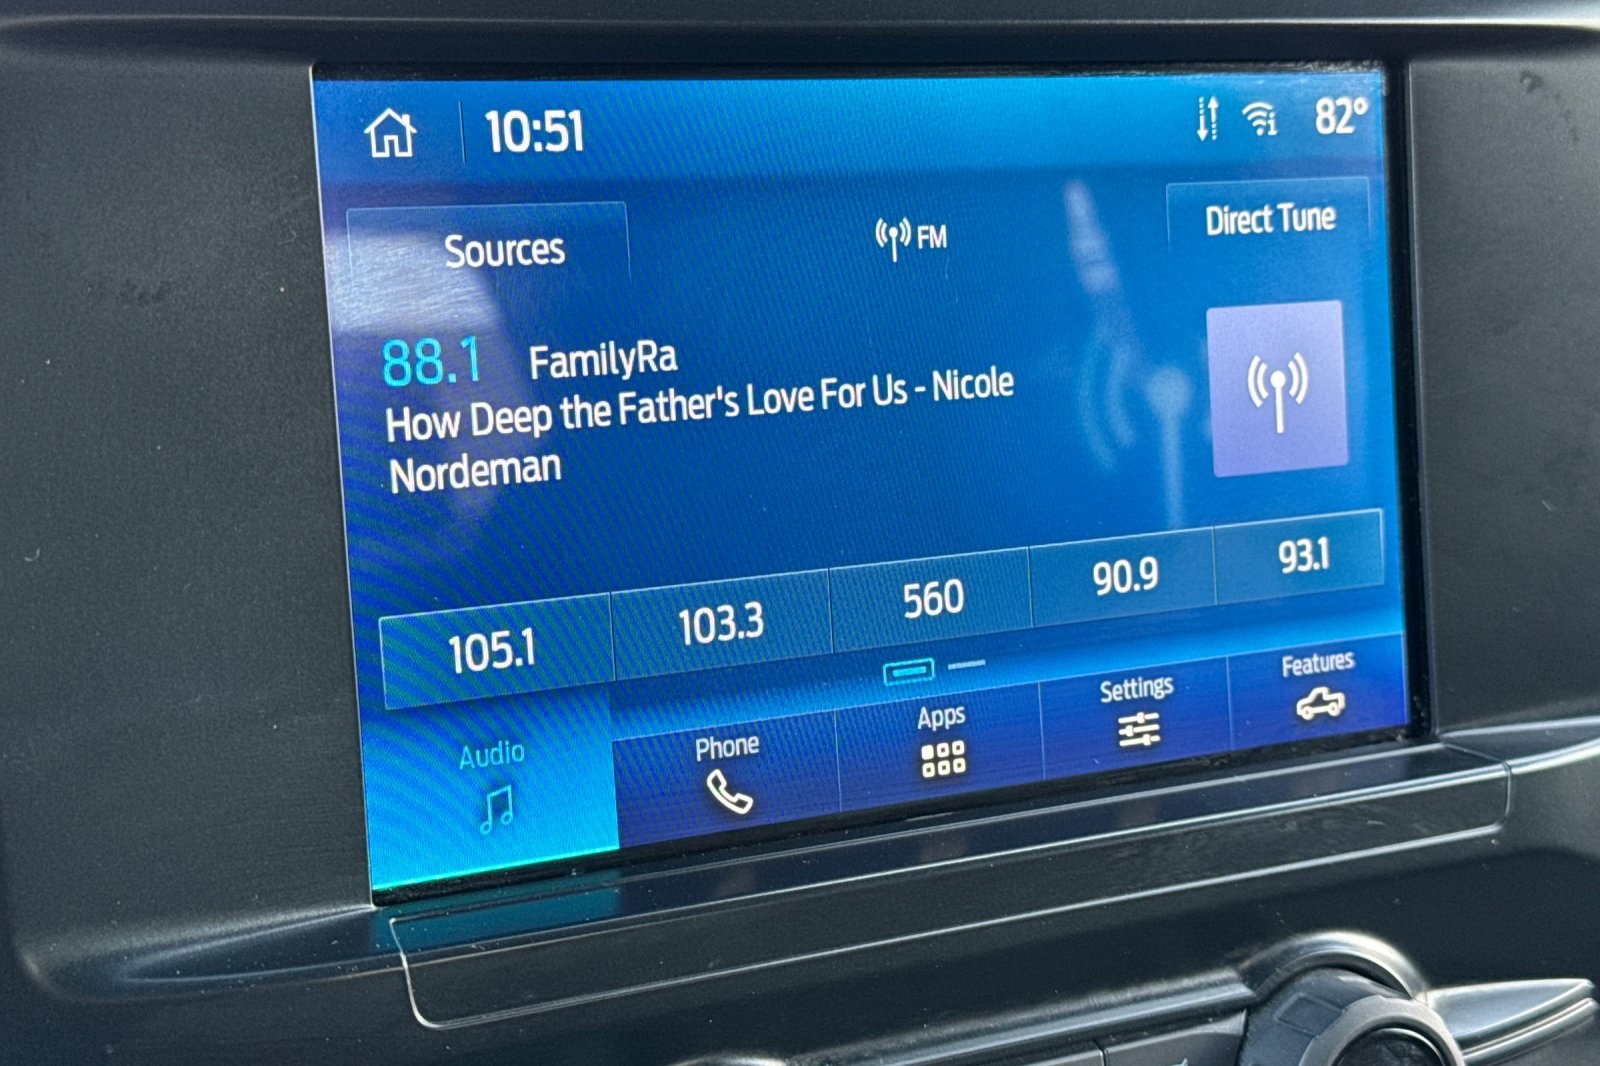 10:51
82°
Sources
FM
Direct Tune
88.1 FamilyRa
How Deep the Father's Love For Us - Nicole
Nordeman
105.1
103.3
560
90.9
93.1
Audio
Phone
Apps
Settings
Features